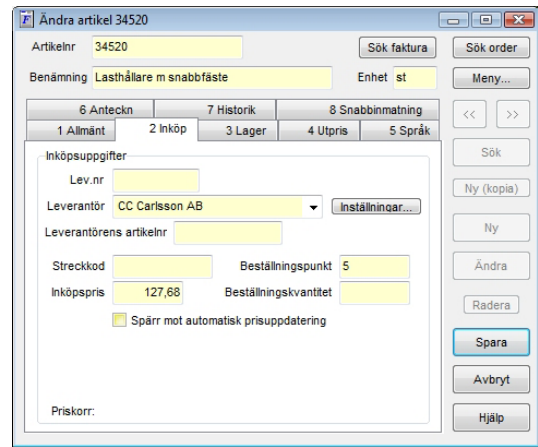 Ändra artikel 34520
Artikelnr 34520 Sök faktura Sök order
Benämning Lasthållare m snabbfäste Enhet st Meny...
6 Anteckn 7 Historik 8 Snabbinmatning << >>
1 Allmänt 2 Inköp 3 Lager 4 Utpris 5 Språk
Inköpsuppgifter Sök
Lev.nr Ny (kopia)
Leverantör CC Carlsson AB Inställningar...
Leverantörens artikelnr Ny
Streckkod Beställningspunkt 5 Ändra
Inköpspris 127,68 Beställningskvantitet Radera
Spärr mot automatisk prisuppdatering
Spara
Avbryt
Priskorr: Hjälp